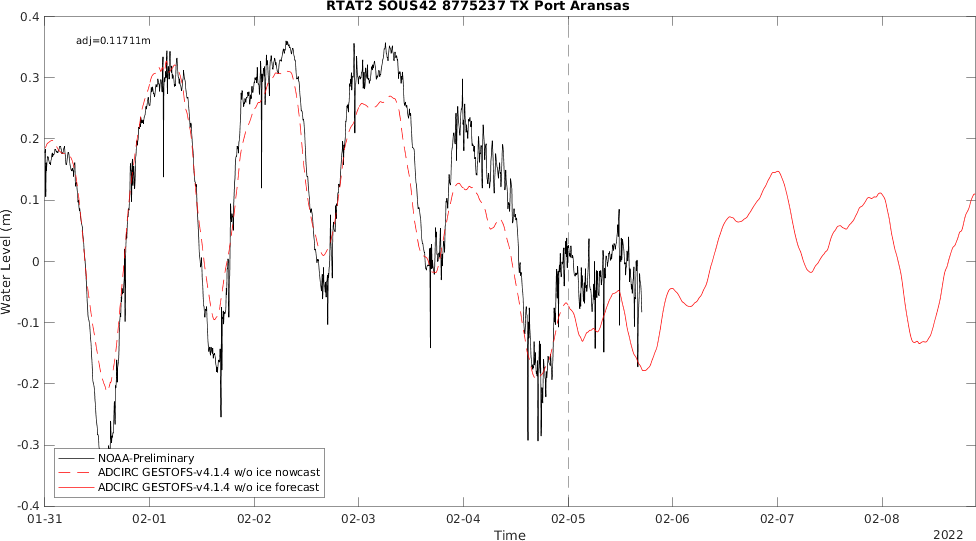 RTAT2 SOUS42 8775237 TX Port Aransas
adj=0.11711m
0.4
0.3
0.2
0.1
0
-0.1
-0.2
-0.3
-0.4
Water Level (m)
NOAA-Preliminary
ADCIRC GESTOFS-v4.1.4 w/o ice nowcast
ADCIRC GESTOFS-v4.1.4 w/o ice forecast
01-31 02-01 02-02 02-03 02-04 02-05 02-06 02-07 02-08
Time
2022